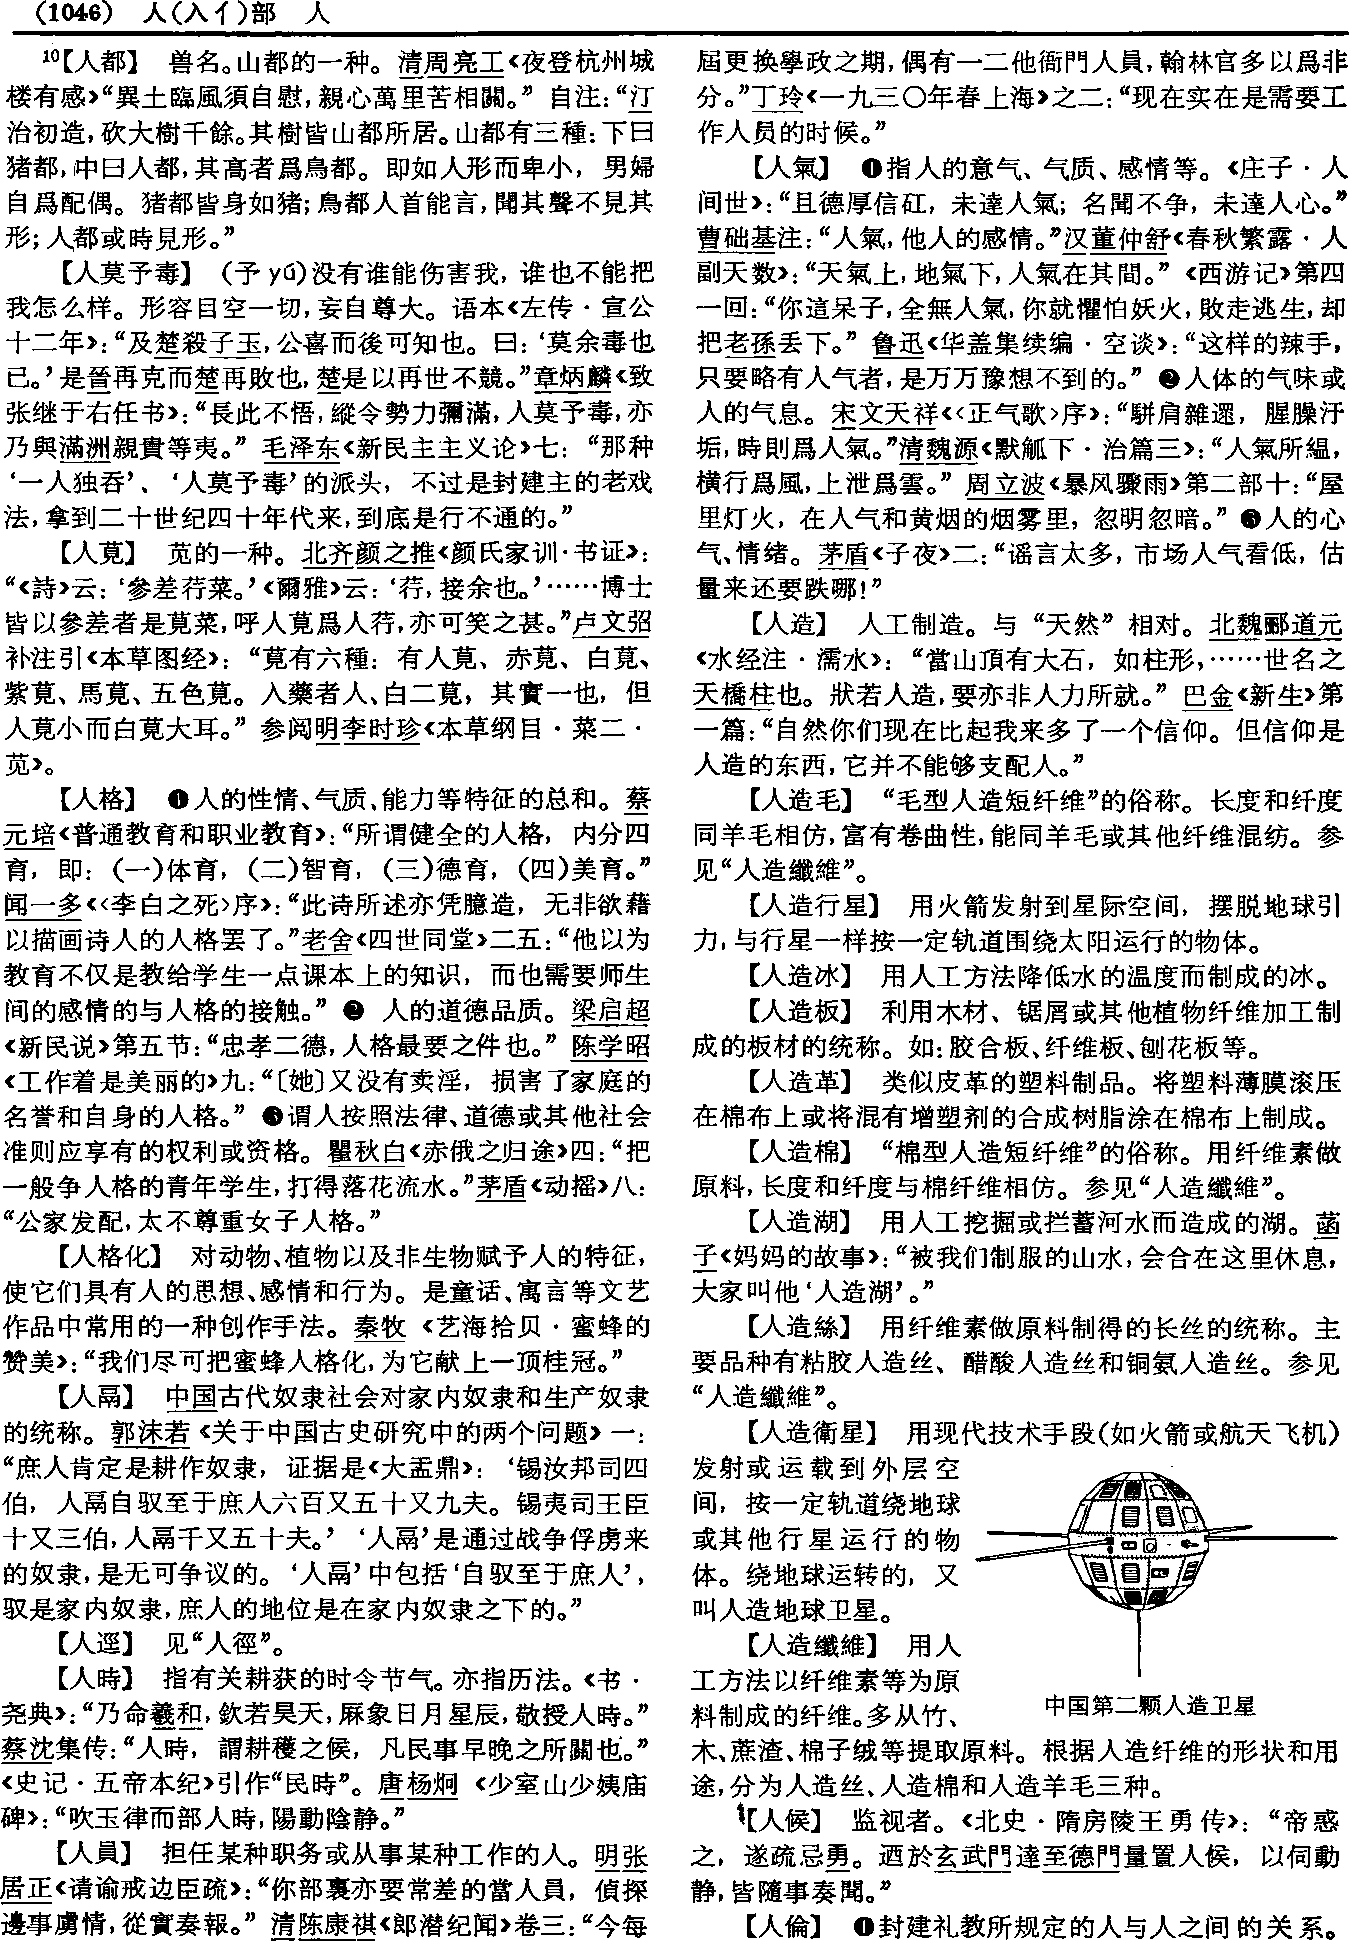 (1046)　人(入亻)部　人
10【人都】　兽名。山都的一种。清周亮工《夜登杭州城
楼有感》“異土臨風須自慰，親心萬里苦相關。”自注：“汀
治初造，砍大樹千餘。其樹皆山都所居。山都有三種：下曰
猪都，中曰人都，其高者爲鳥都。即如人形而卑小，男婦
自爲配偶。猪都皆身如猪；鳥都人首能言，聞其聲不見其
形；人都或時見形。”
【人莫予毒】　(予 yú)没有谁能伤害我，谁也不能把
我怎么样。形容目空一切，妄自尊大。语本《左传·宣公
十二年》：“及楚殺子玉，公喜而後可知也。曰：‘莫余毒也
已。’是晉再克而楚再敗也，楚是以再世不競。”章炳麟《致
张继于右任书》：“長此不悟，縱令勢力彌滿，人莫予毒，亦
乃與滿洲親貴等夷。”毛泽东《新民主主义论》七：“那种
‘一人独吞’、‘人莫予毒’的派头，不过是封建主的老戏
法，拿到二十世纪四十年代来，到底是行不通的。”
【人莧】　苋的一种。北齐颜之推《颜氏家训·书证》：
“《詩》云：‘參差荇菜。’《爾雅》云：‘荇，接余也。’……博士
皆以參差者是莧菜，呼人莧爲人荇，亦可笑之甚。”卢文弨
补注引《本草图经》：“莧有六種：有人莧、赤莧、白莧、
紫莧、馬莧、五色莧。入藥者人、白二莧，其實一也，但
人莧小而白莧大耳。”参阅明李时珍《本草纲目·菜二·
苋》。
【人格】　❶人的性情、气质、能力等特征的总和。蔡
元培《普通教育和职业教育》：“所谓健全的人格，内分四
育，即：(一)体育，(二)智育，(三)德育，(四)美育。”
闻一多《〈李白之死〉序》：“此诗所述亦凭臆造，无非欲藉
以描画诗人的人格罢了。”老舍《四世同堂》二五：“他以为
教育不仅是教给学生一点课本上的知识，而也需要师生
间的感情的与人格的接触。”❷　人的道德品质。梁启超
《新民说》第五节：“忠孝二德，人格最要之件也。”陈学昭
《工作着是美丽的》九：“〔她〕又没有卖淫，损害了家庭的
名誉和自身的人格。”❸谓人按照法律、道德或其他社会
准则应享有的权利或资格。瞿秋白《赤俄之归途》四：“把
一般争人格的青年学生，打得落花流水。”茅盾《动摇》八：
“公家发配，太不尊重女子人格。”
【人格化】　对动物、植物以及非生物赋予人的特征，
使它们具有人的思想、感情和行为。是童话、寓言等文艺
作品中常用的一种创作手法。秦牧《艺海拾贝·蜜蜂的
赞美》：“我们尽可把蜜蜂人格化，为它献上一顶桂冠。”
【人鬲】　中国古代奴隶社会对家内奴隶和生产奴隶
的统称。郭沫若《关于中国古史研究中的两个问题》一：
“庶人肯定是耕作奴隶，证据是《大盂鼎》：‘锡汝邦司四
伯，人鬲自驭至于庶人六百又五十又九夫。锡夷司王臣
十又三伯，人鬲千又五十夫。’‘人鬲’是通过战争俘虏来
的奴隶，是无可争议的。‘人鬲’中包括‘自驭至于庶人’，
驭是家内奴隶，庶人的地位是在家内奴隶之下的。”
【人逕】　见“人徑”。
【人時】　指有关耕获的时令节气。亦指历法。《书·
尧典》：“乃命羲和，欽若昊天，厤象日月星辰，敬授人時。”
蔡沈集传：“人時，謂耕穫之候，凡民事早晚之所關也。”
《史记·五帝本纪》引作“民時”。唐杨炯《少室山少姨庙
碑》：“吹玉律而部人時，陽動陰静。”
【人員】　担任某种职务或从事某种工作的人。明张
居正《请谕戒边臣疏》：“你部裏亦要常差的當人員，偵探
邊事虜情，從實奏報。”清陈康祺《郎潜纪闻》卷三：“今每
屆更换學政之期，偶有一二他衙門人員，翰林官多以爲非
分。”丁玲《一九三〇年春上海》之二：“现在实在是需要工
作人员的时候。”
【人氣】　❶指人的意气、气质、感情等。《庄子·人
间世》：“且德厚信矼，未達人氣；名聞不争，未達人心。”
曹础基注：“人氣，他人的感情。”汉董仲舒《春秋繁露·人
副天数》：“天氣上，地氣下，人氣在其間。”《西游记》第四
一回：“你這呆子，全無人氣，你就懼怕妖火，敗走逃生，却
把老孫丢下。”鲁迅《华盖集续编·空谈》：“这样的辣手，
只要略有人气者，是万万豫想不到的。”❷人体的气味或
人的气息。宋文天祥《〈正气歌〉序》：“駢肩雜遝，腥臊汙
垢，時則爲人氣。”清魏源《默觚下·治篇三》：“人氣所緼，
横行爲風，上泄爲雲。”周立波《暴风骤雨》第二部十：“屋
里灯火，在人气和黄烟的烟雾里，忽明忽暗。”❸人的心
气、情绪。茅盾《子夜》二：“谣言太多，市场人气看低，估
量来还要跌哪！”
【人造】　人工制造。与“天然”相对。北魏郦道元
《水经注·濡水》：“當山頂有大石，如柱形，……世名之
天橋柱也。狀若人造，要亦非人力所就。”巴金《新生》第
一篇：“自然你们现在比起我来多了一个信仰。但信仰是
人造的东西，它并不能够支配人。”
【人造毛】　“毛型人造短纤维”的俗称。长度和纤度
同羊毛相仿，富有卷曲性，能同羊毛或其他纤维混纺。参
见“人造纖維”。
【人造行星】　用火箭发射到星际空间，摆脱地球引
力，与行星一样按一定轨道围绕太阳运行的物体。
【人造冰】　用人工方法降低水的温度而制成的冰。
【人造板】　利用木材、锯屑或其他植物纤维加工制
成的板材的统称。如：胶合板、纤维板、刨花板等。
【人造革】　类似皮革的塑料制品。将塑料薄膜滚压
在棉布上或将混有增塑剂的合成树脂涂在棉布上制成。
【人造棉】　“棉型人造短纤维”的俗称。用纤维素做
原料，长度和纤度与棉纤维相仿。参见“人造纖維”。
【人造湖】　用人工挖掘或拦蓄河水而造成的湖。菡
子《妈妈的故事》：“被我们制服的山水，会合在这里休息，
大家叫他‘人造湖’。”
【人造絲】　用纤维素做原料制得的长丝的统称。主
要品种有粘胶人造丝、醋酸人造丝和铜氨人造丝。参见
“人造纖維”。
【人造衛星】　用现代技术手段(如火箭或航天飞机)
发射或运载到外层空
间，按一定轨道绕地球
或其他行星运行的物
体。绕地球运转的，又
叫人造地球卫星。
【人造纖維】　用人
工方法以纤维素等为原
料制成的纤维。多从竹、
木、蔗渣、棉子绒等提取原料。根据人造纤维的形状和用
途，分为人造丝、人造棉和人造羊毛三种。
中国第二颗人造卫星
【人候】　监视者。《北史·隋房陵王勇传》：“帝惑
之，遂疏忌勇。迺於玄武門達至德門量置人候，以伺動
静，皆隨事奏聞。”
【人倫】　❶封建礼教所规定的人与人之间的关系。